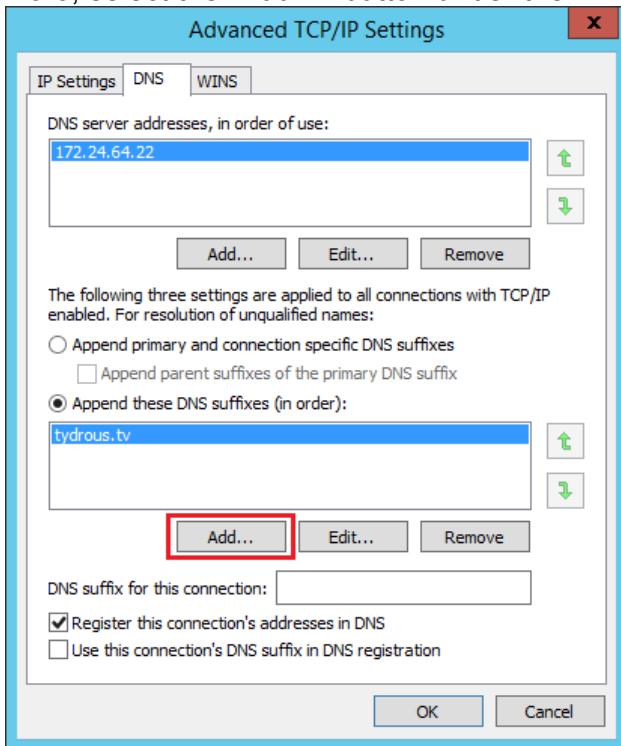 Advanced TCP/IP Settings
x
IP Settings DNS WINS
DNS server addresses, in order of use:
172.24.64.22
Add... Edit... Remove
The following three settings are applied to all connections with TCP/IP
enabled. For resolution of unqualified names:
Append primary and connection specific DNS suffixes
Append parent suffixes of the primary DNS suffix
Append these DNS suffixes (in order):
tydrous.tv
Add... Edit... Remove
DNS suffix for this connection:
Register this connection's addresses in DNS
Use this connection's DNS suffix in DNS registration
OK Cancel